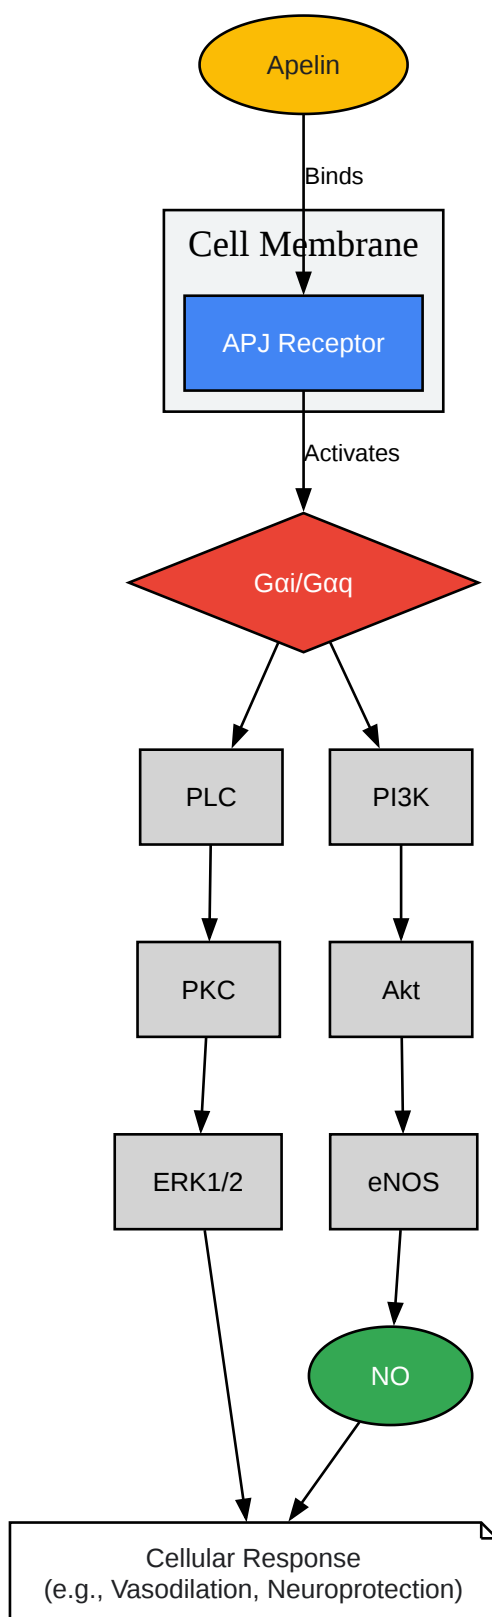 Apelin
Binds
Cell Membrane
APJ Receptor
Activates
Gαi/Gαq
PLC
PI3K
PKC
Akt
ERK1/2
eNOS
NO
Cellular Response
(e.g., Vasodilation, Neuroprotection)